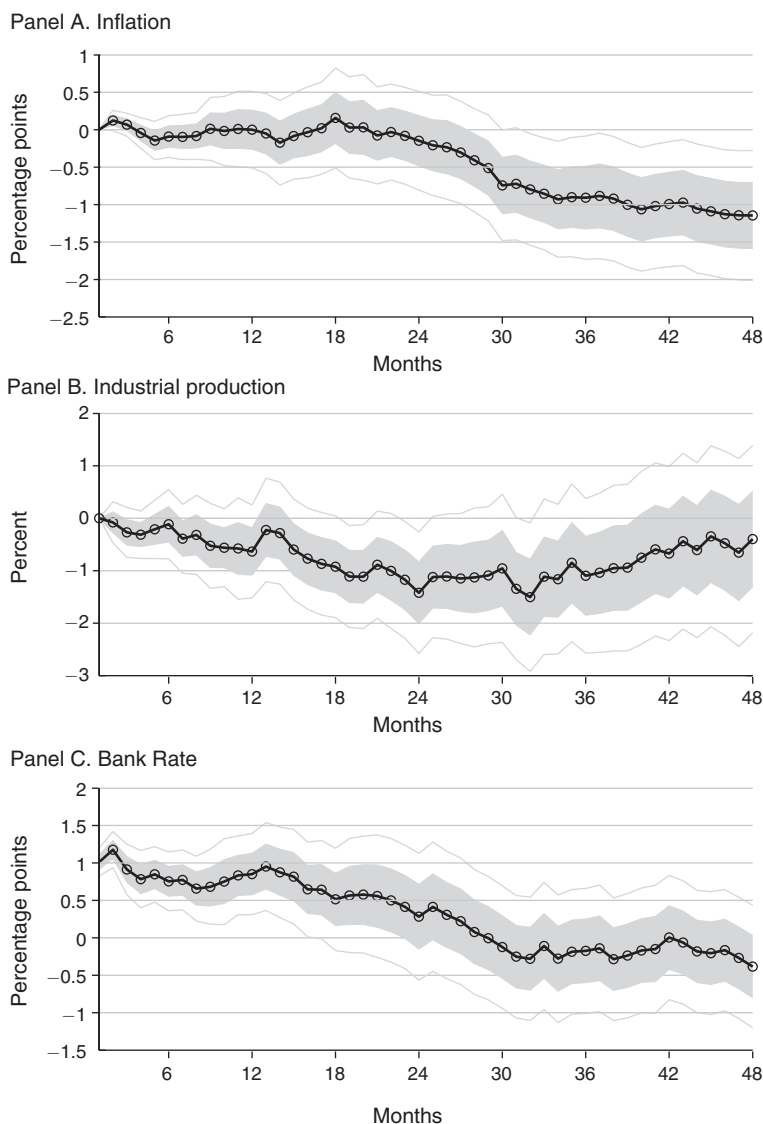 Panel A. Inflation
Percentage points
1
0.5
0
−0.5
−1
−1.5
−2
−2.5
6 12 18 24 30 36 42 48
Months
Panel B. Industrial production
Percent
2
1
0
−1
−2
−3
6 12 18 24 30 36 42 48
Months
Panel C. Bank Rate
Percentage points
2
1.5
1
0.5
0
−0.5
−1
−1.5
6 12 18 24 30 36 42 48
Months